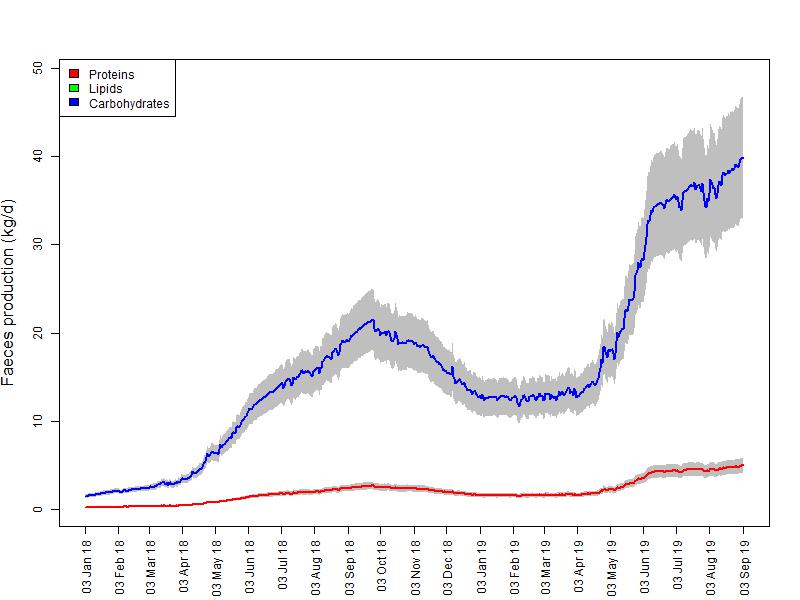 Proteins
Lipids
Carbohydrates
Faeces production (kg/d)
50
40
30
20
10
0
03 Jan 18
03 Feb 18
03 Mar 18
03 Apr 18
03 May 18
03 Jun 18
03 Jul 18
03 Aug 18
03 Sep 18
03 Oct 18
03 Nov 18
03 Dec 18
03 Jan 19
03 Feb 19
03 Mar 19
03 Apr 19
03 May 19
03 Jun 19
03 Jul 19
03 Aug 19
03 Sep 19